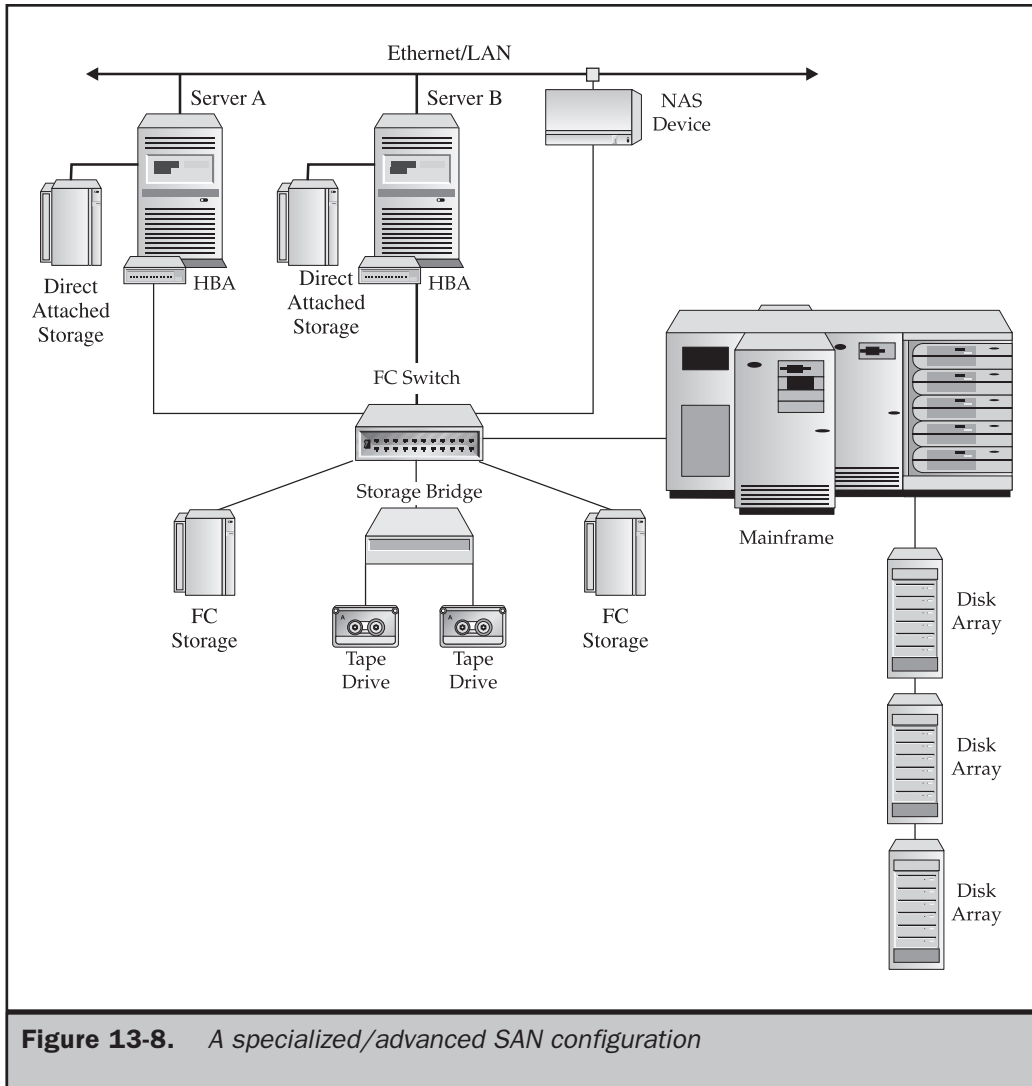 Ethernet/LAN
Server A
Server B
NAS
Device
Direct
Attached
Storage
HBA
Direct
Attached
Storage
HBA
FC Switch
Storage Bridge
Mainframe
FC
Storage
A
Tape
Drive
A
Tape
Drive
FC
Storage
Disk
Array
Disk
Array
Disk
Array
Figure 13-8. A specialized/advanced SAN configuration